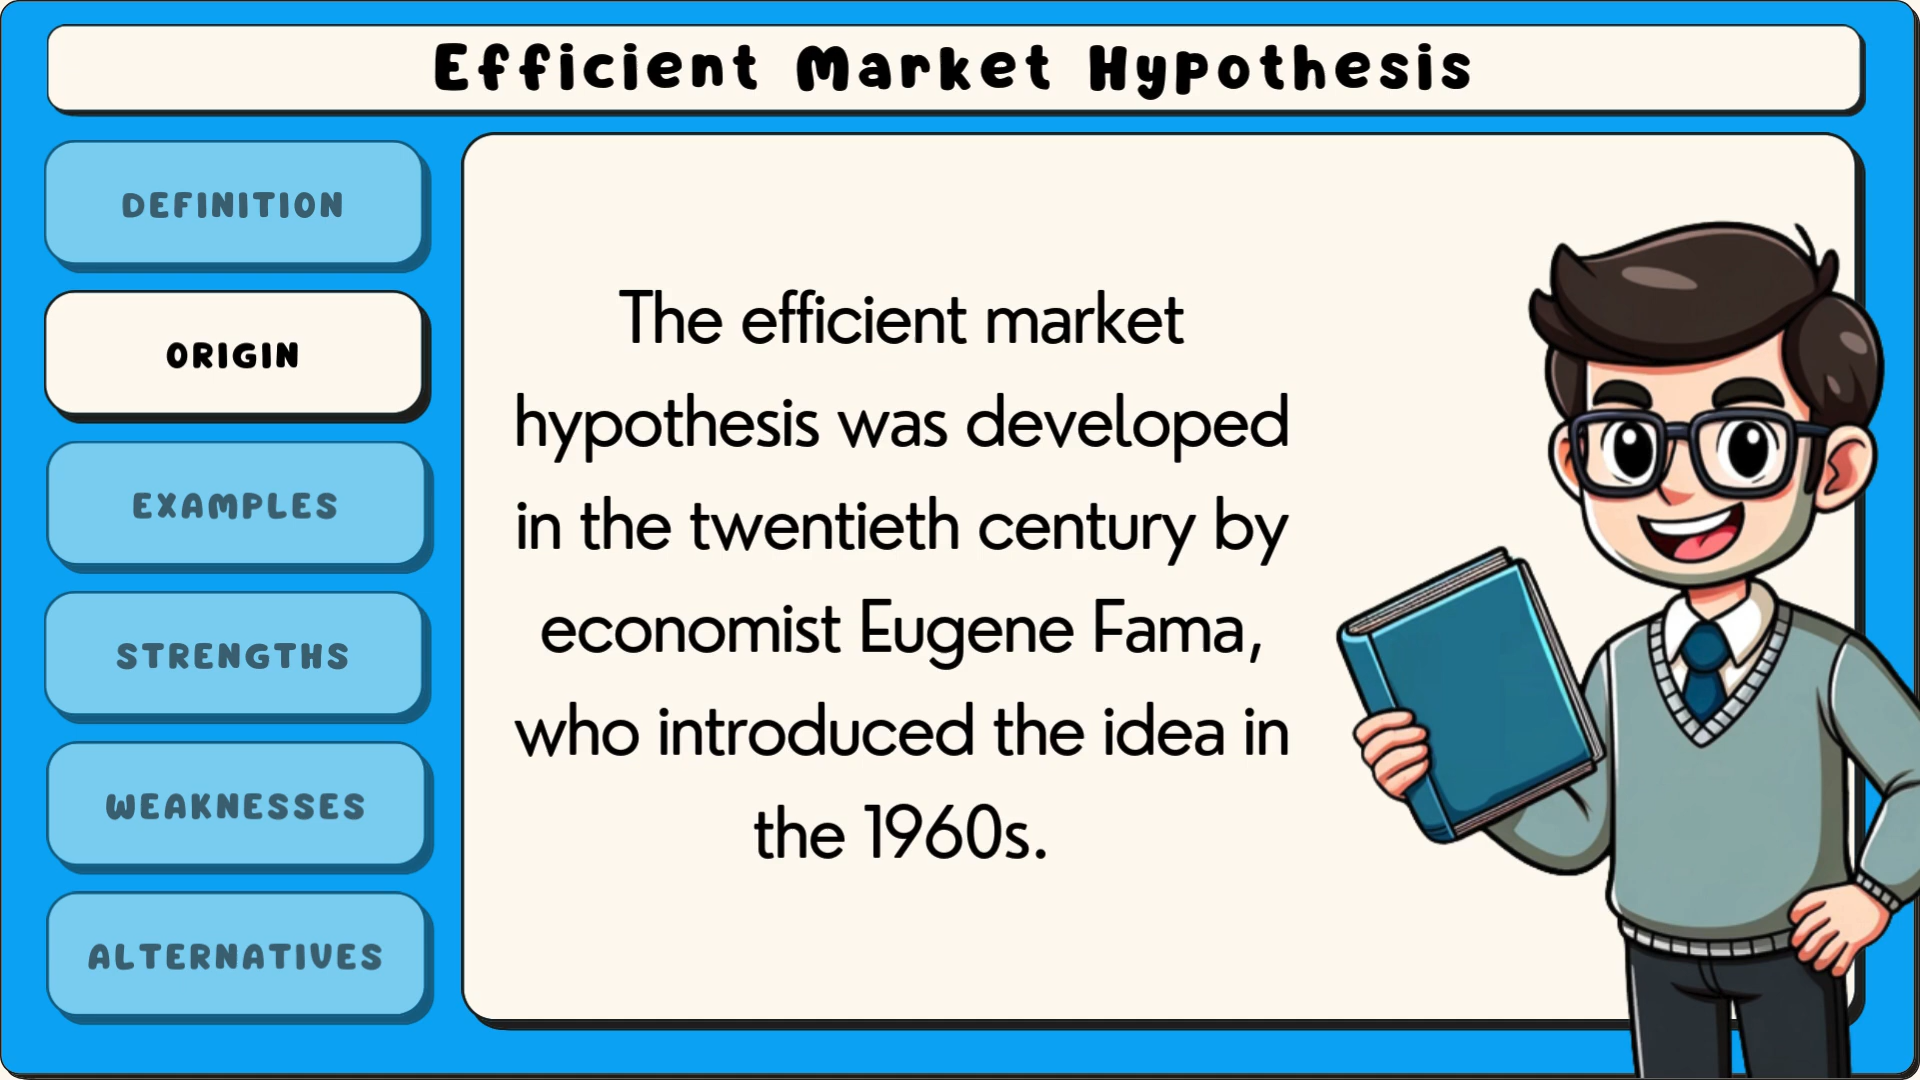 Efficient Market Hypothesis
DEFINITION
ORIGIN
EXAMPLES
STRENGTHS
WEAKNESSES
ALTERNATIVES
The efficient market
hypothesis was developed
in the twentieth century by
economist Eugene Fama,
who introduced the idea in
the 1960s.